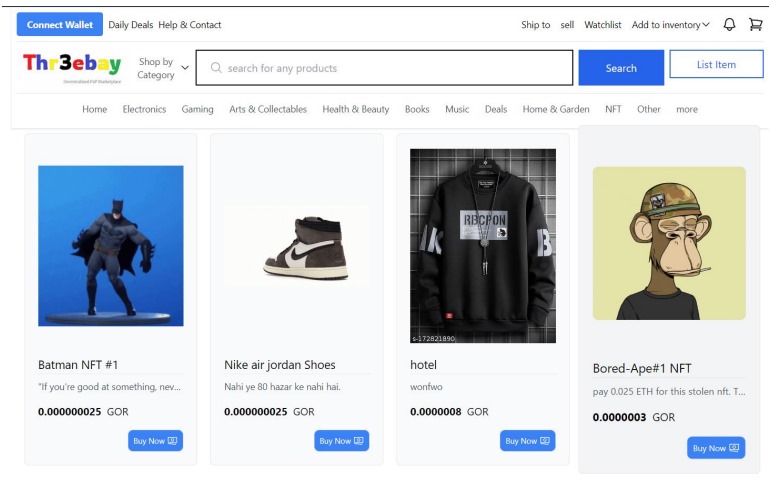 Connect Wallet Daily Deals Help & Contact Ship to sell Watchlist Add to inventory
Thr3ebay
Decentralized P2P Marketplace
Shop by
Category
search for any products
Search
List Item
Home Electronics Gaming Arts & Collectables Health & Beauty Books Music Deals Home & Garden NFT Other more
RBCPON
K
B
s-172821890
Batman NFT #1
"If you're good at something, nev...
0.000000025 GOR
Buy Now
Nike air jordan Shoes
Nahi ye 80 hazar ke nahi hai.
0.000000025 GOR
Buy Now
hotel
wonfwo
0.0000008 GOR
Buy Now
Bored-Ape#1 NFT
pay 0.025 ETH for this stolen nft. T...
0.0000003 GOR
Buy Now